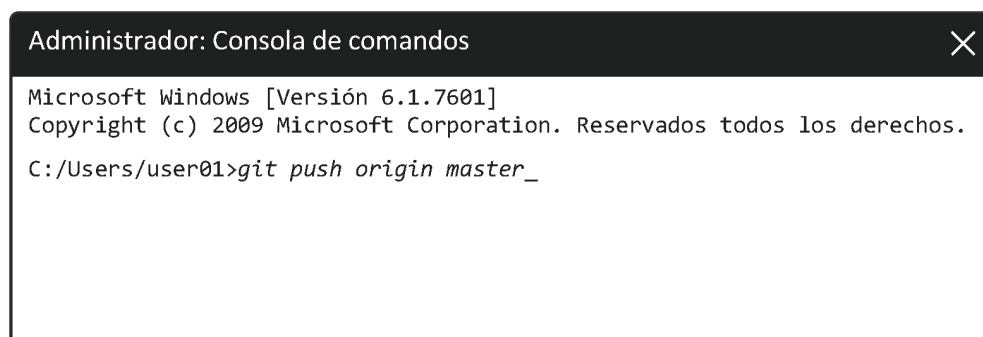 Administrador: Consola de comandos
Microsoft Windows [Versión 6.1.7601]
Copyright (c) 2009 Microsoft Corporation. Reservados todos los derechos.
C:/Users/user01>git push origin master_